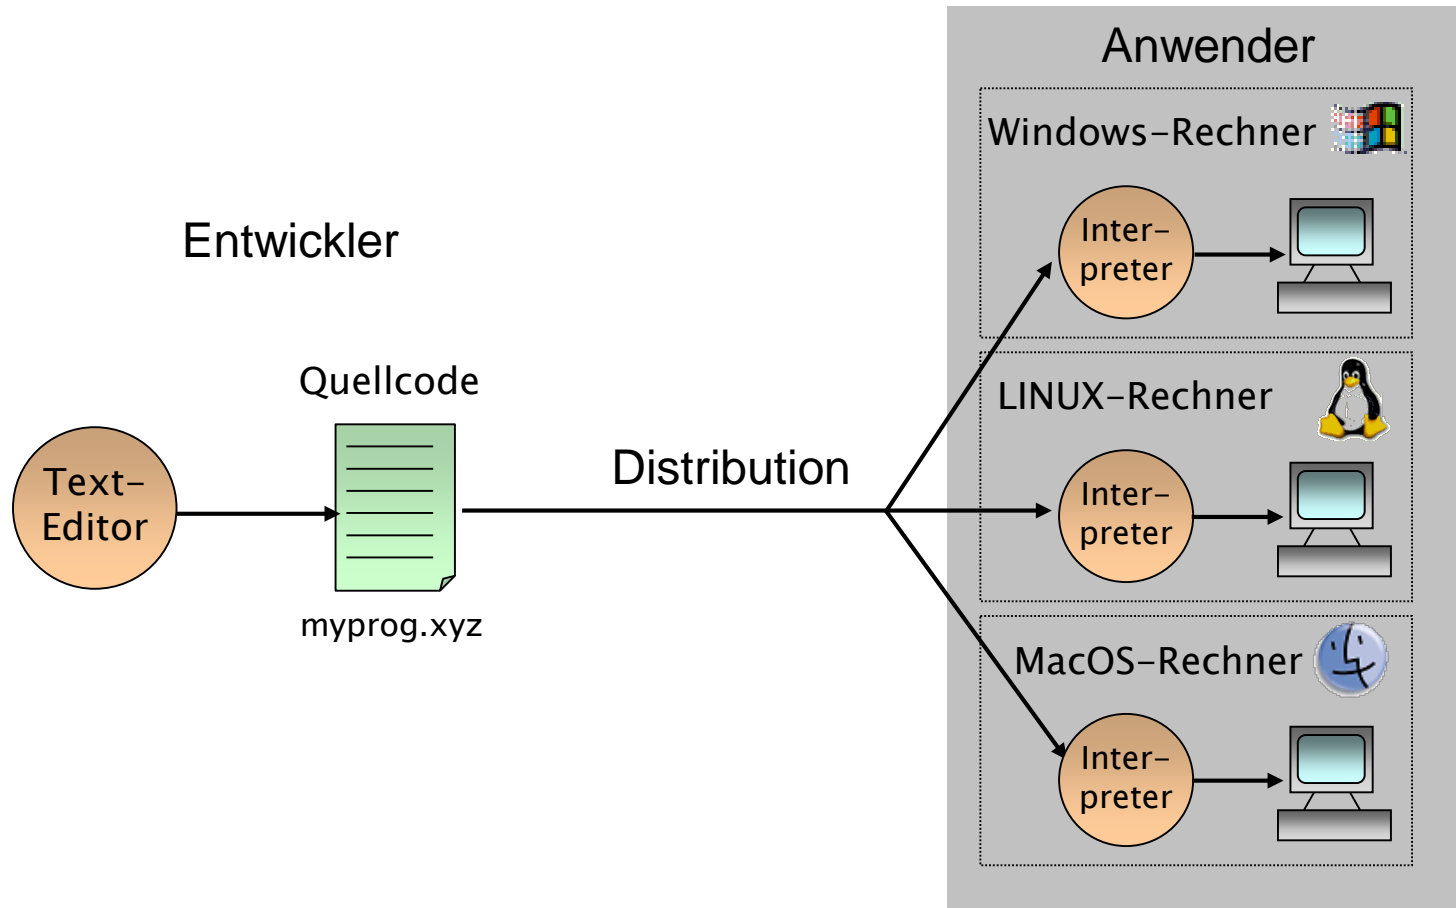 Anwender
Windows-Rechner
Inter-
preter
Entwickler
Quellcode
LINUX-Rechner
Text-
Editor
Distribution
Inter-
preter
myprog.xyz
MacOS-Rechner
Inter-
preter